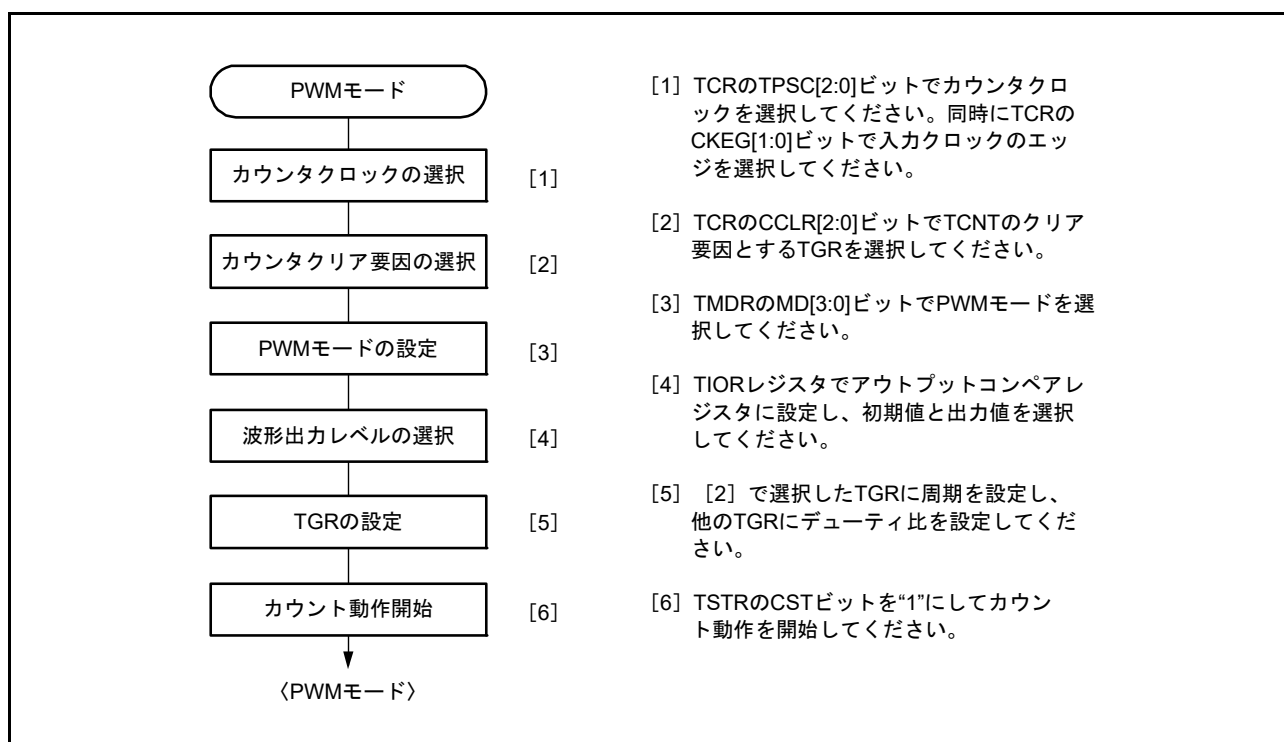 PWMモード
カウンタクロックの選択 [1]
カウンタクリア要因の選択 [2]
PWMモードの設定 [3]
波形出力レベルの選択 [4]
TGRの設定 [5]
カウント動作開始 [6]
〈PWMモード〉
[1] TCRのTPSC[2:0]ビットでカウンタクロ
ックを選択してください。同時にTCRの
CKEG[1:0]ビットで入力クロックのエッ
ジを選択してください。
[2] TCRのCCLR[2:0]ビットでTCNTのクリア
要因とするTGRを選択してください。
[3] TMDRのMD[3:0]ビットでPWMモードを選
択してください。
[4] TIORレジスタでアウトプットコンペアレ
ジスタに設定し、初期値と出力値を選択
してください。
[5] [2]で選択したTGRに周期を設定し、
他のTGRにデューティ比を設定してくだ
さい。
[6] TSTRのCSTビットを“1”にしてカウン
ト動作を開始してください。